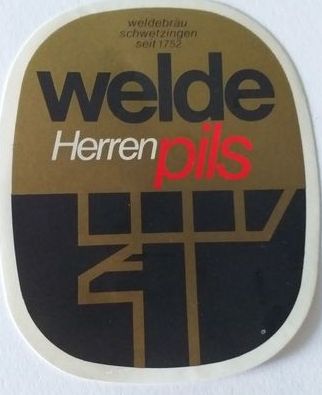 weldebräu
schwetzingen
seit 1752
welde
Herren pils